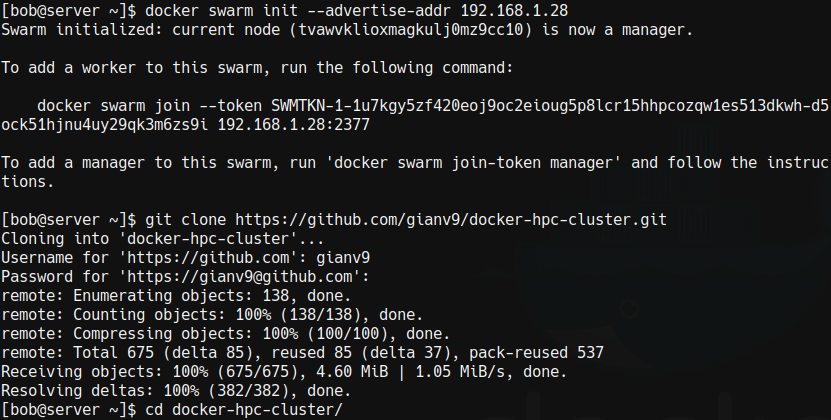 [bob@server ~]$ docker swarm init --advertise-addr 192.168.1.28
Swarm initialized: current node (tvawvklioxmagkulj0mz9cc10) is now a manager.
To add a worker to this swarm, run the following command:
docker swarm join --token SWMTKN-1-1u7kgy5zf420eoj9oc2eioug5p8lcr15hhpcozqw1es513dkwh-d5
ock51hjnu4uy29qk3m6zs9i 192.168.1.28:2377
To add a manager to this swarm, run 'docker swarm join-token manager' and follow the instruc
tions.
[bob@server ~]$ git clone https://github.com/gianv9/docker-hpc-cluster.git
Cloning into 'docker-hpc-cluster'...
Username for 'https://github.com': gianv9
Password for 'https://gianv9@github.com':
remote: Enumerating objects: 138, done.
remote: Counting objects: 100% (138/138), done.
remote: Compressing objects: 100% (100/100), done.
remote: Total 675 (delta 85), reused 85 (delta 37), pack-reused 537
Receiving objects: 100% (675/675), 4.60 MiB | 1.05 MiB/s, done.
Resolving deltas: 100% (382/382), done.
[bob@server ~]$ cd docker-hpc-cluster/